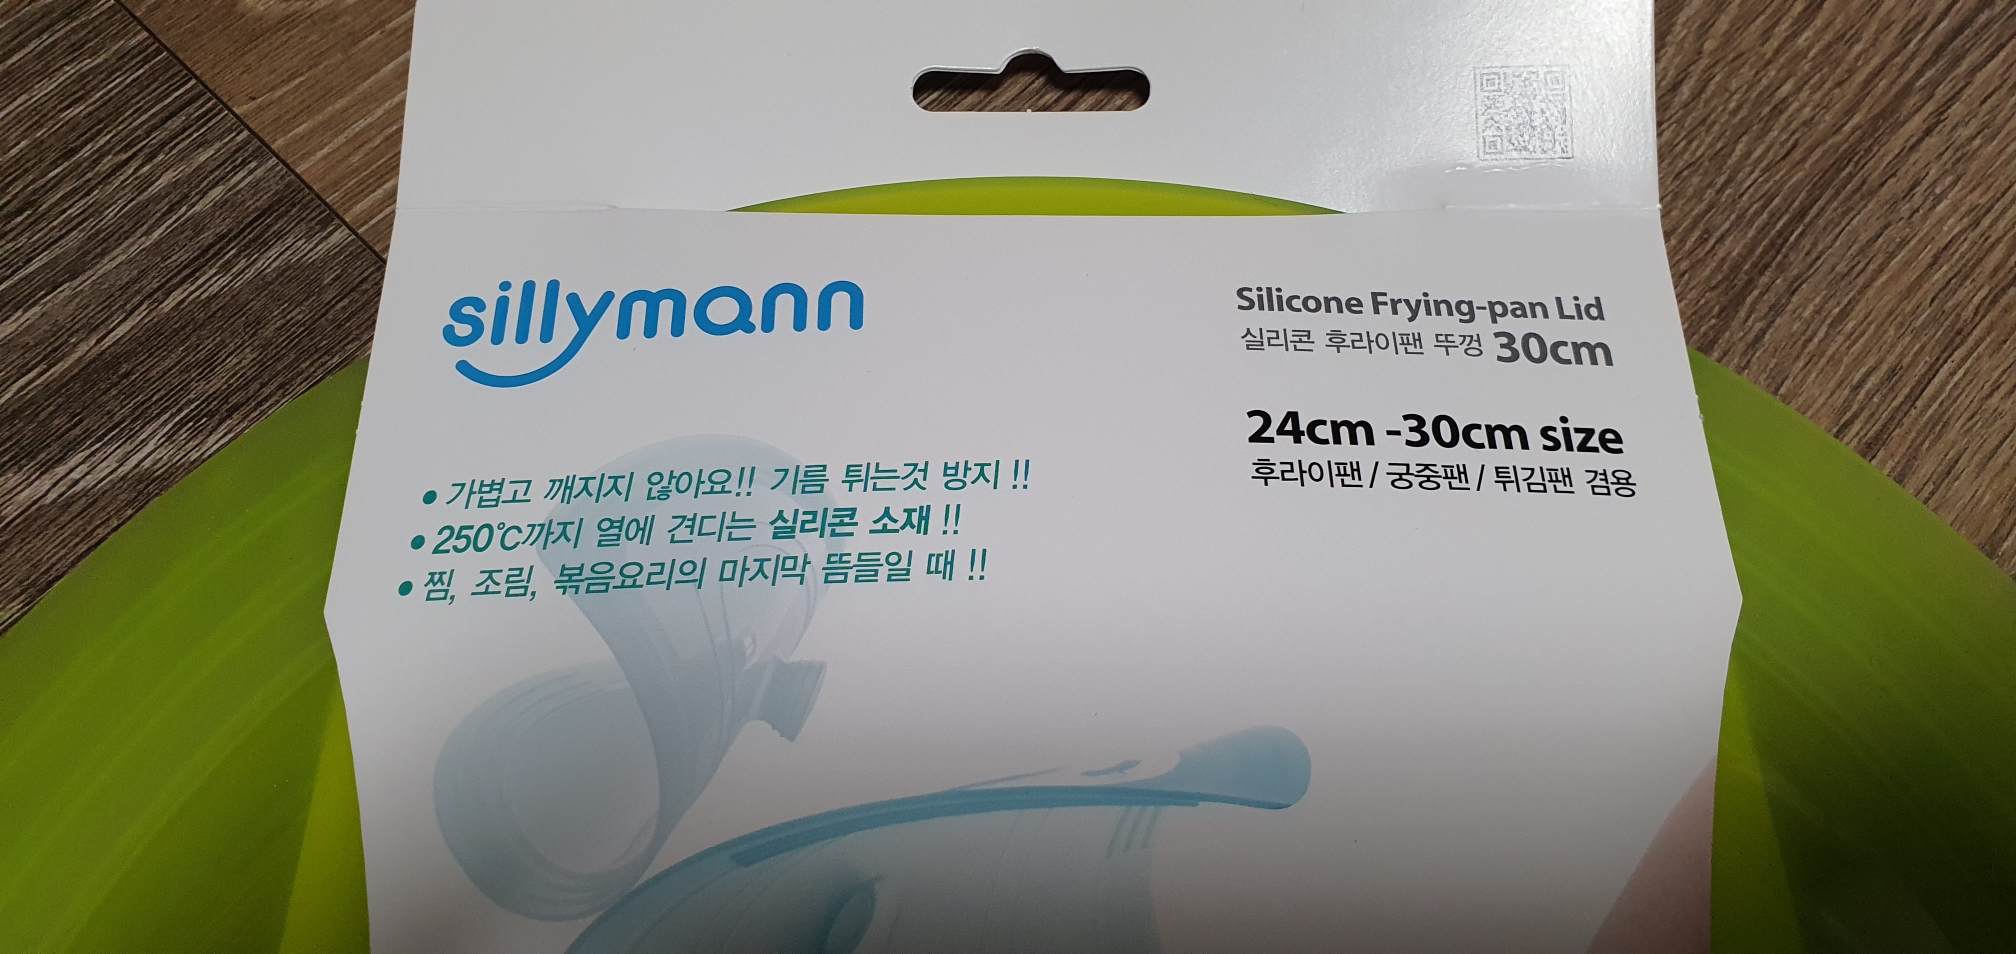 sillymann
Silicone Frying-pan Lid
실리콘 후라이팬 뚜껑 30cm
24cm -30cm size
후라이팬 / 궁중팬 / 튀김팬 겸용
• 가볍고 깨지지 않아요!! 기름 튀는것 방지 !!
• 250℃까지 열에 견디는 실리콘 소재 !!
• 찜, 조림, 볶음요리의 마지막 뜸들일 때 !!